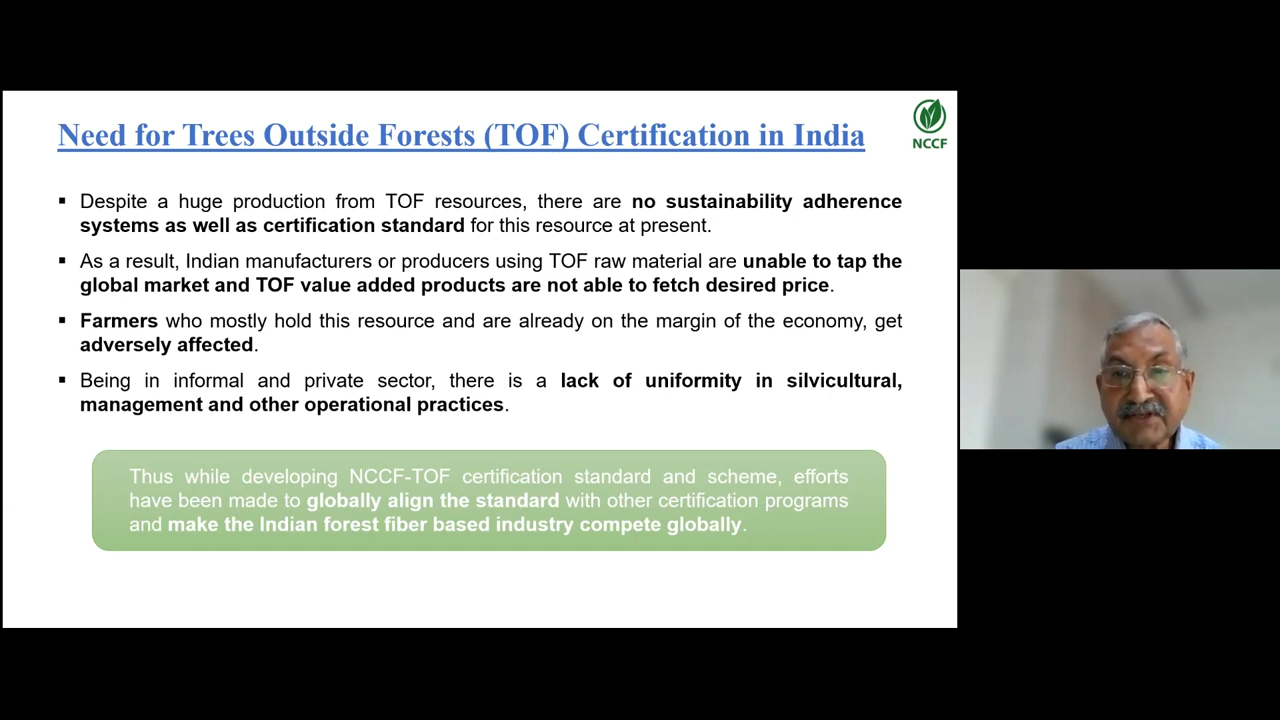 Need for Trees Outside Forests (TOF) Certification in India
NCCF
▪ Despite a huge production from TOF resources, there are no sustainability adherence
systems as well as certification standard for this resource at present.
▪ As a result, Indian manufacturers or producers using TOF raw material are unable to tap the
global market and TOF value added products are not able to fetch desired price.
▪ Farmers who mostly hold this resource and are already on the margin of the economy, get
adversely affected.
▪ Being in informal and private sector, there is a lack of uniformity in silvicultural,
management and other operational practices.
Thus while developing NCCF-TOF certification standard and scheme, efforts
have been made to globally align the standard with other certification programs
and make the Indian forest fiber based industry compete globally.